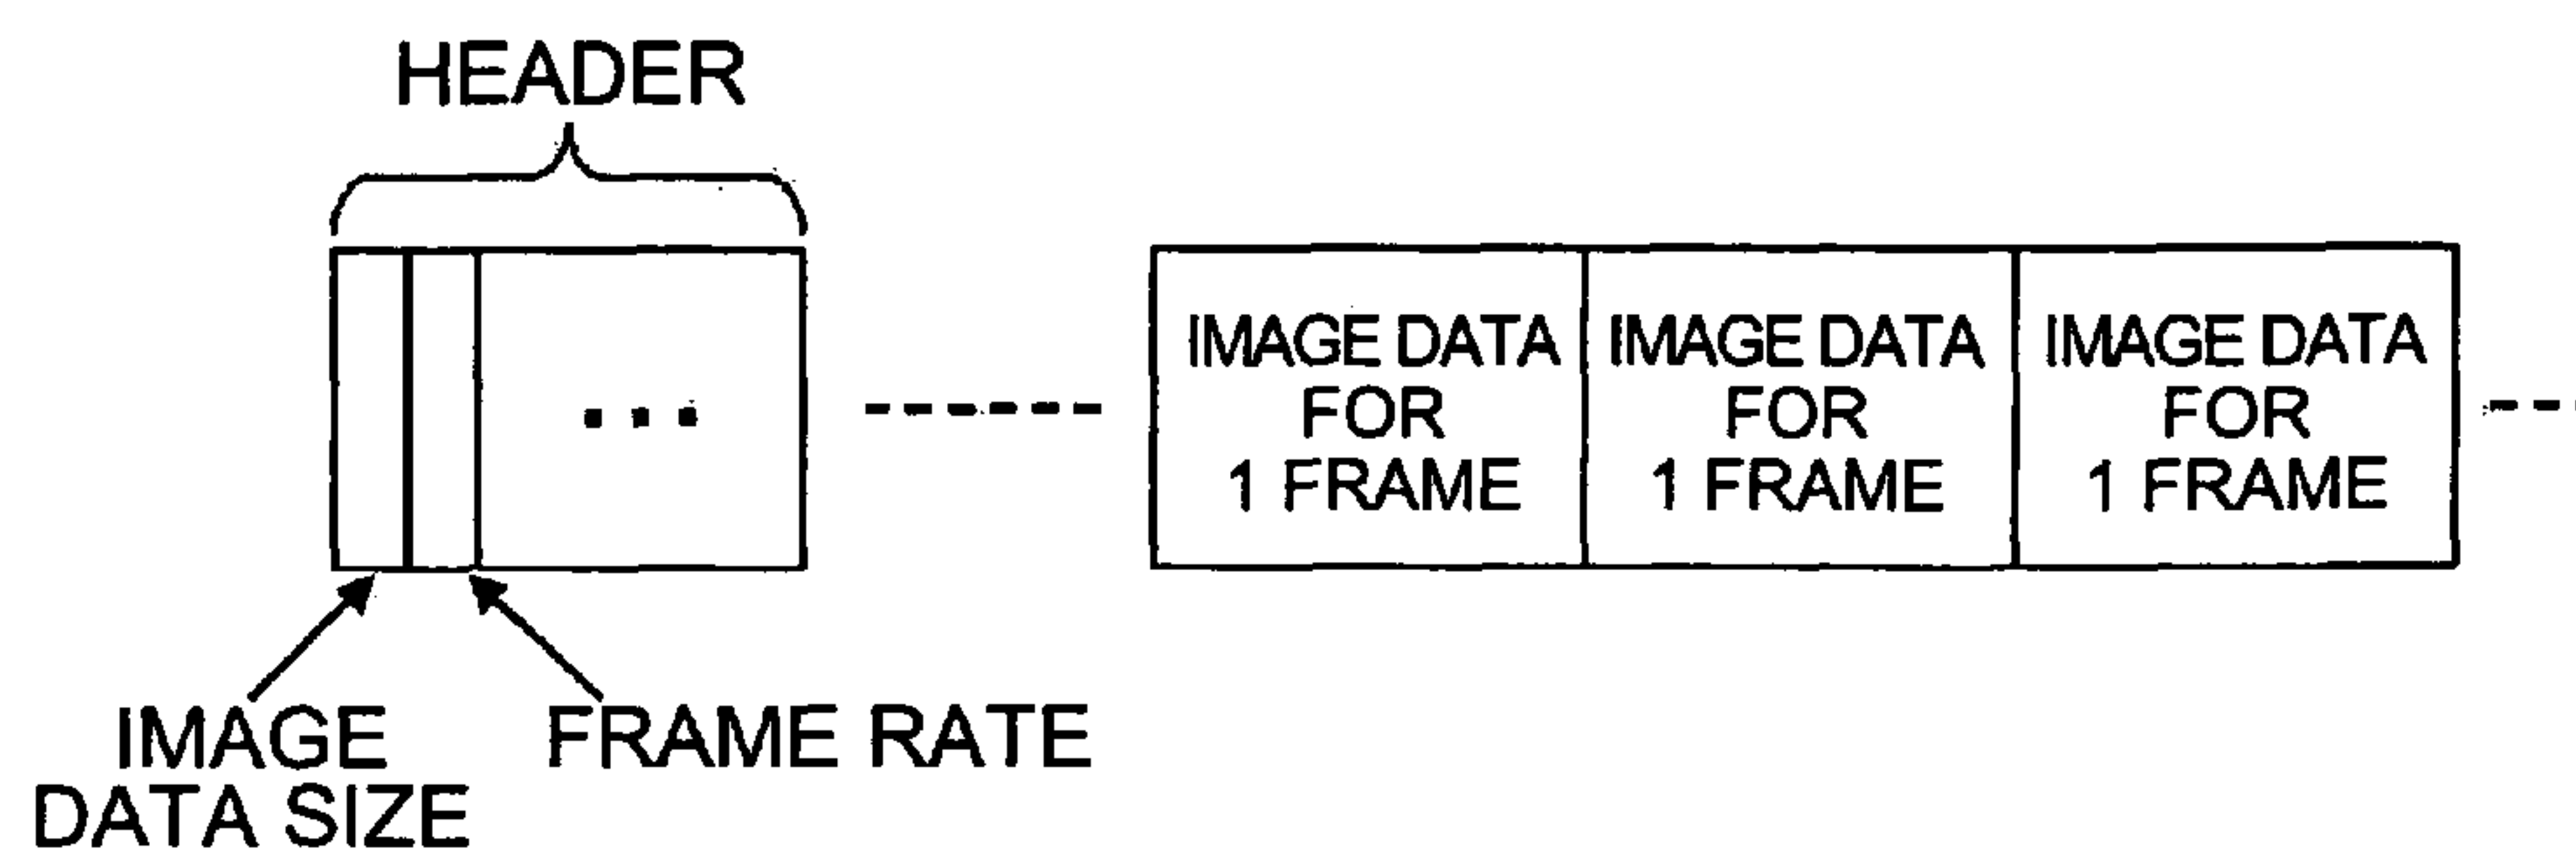 HEADER
...
IMAGE DATA
FOR
1 FRAME
IMAGE DATA
FOR
1 FRAME
IMAGE DATA
FOR
1 FRAME
IMAGE
DATA SIZE
FRAME RATE